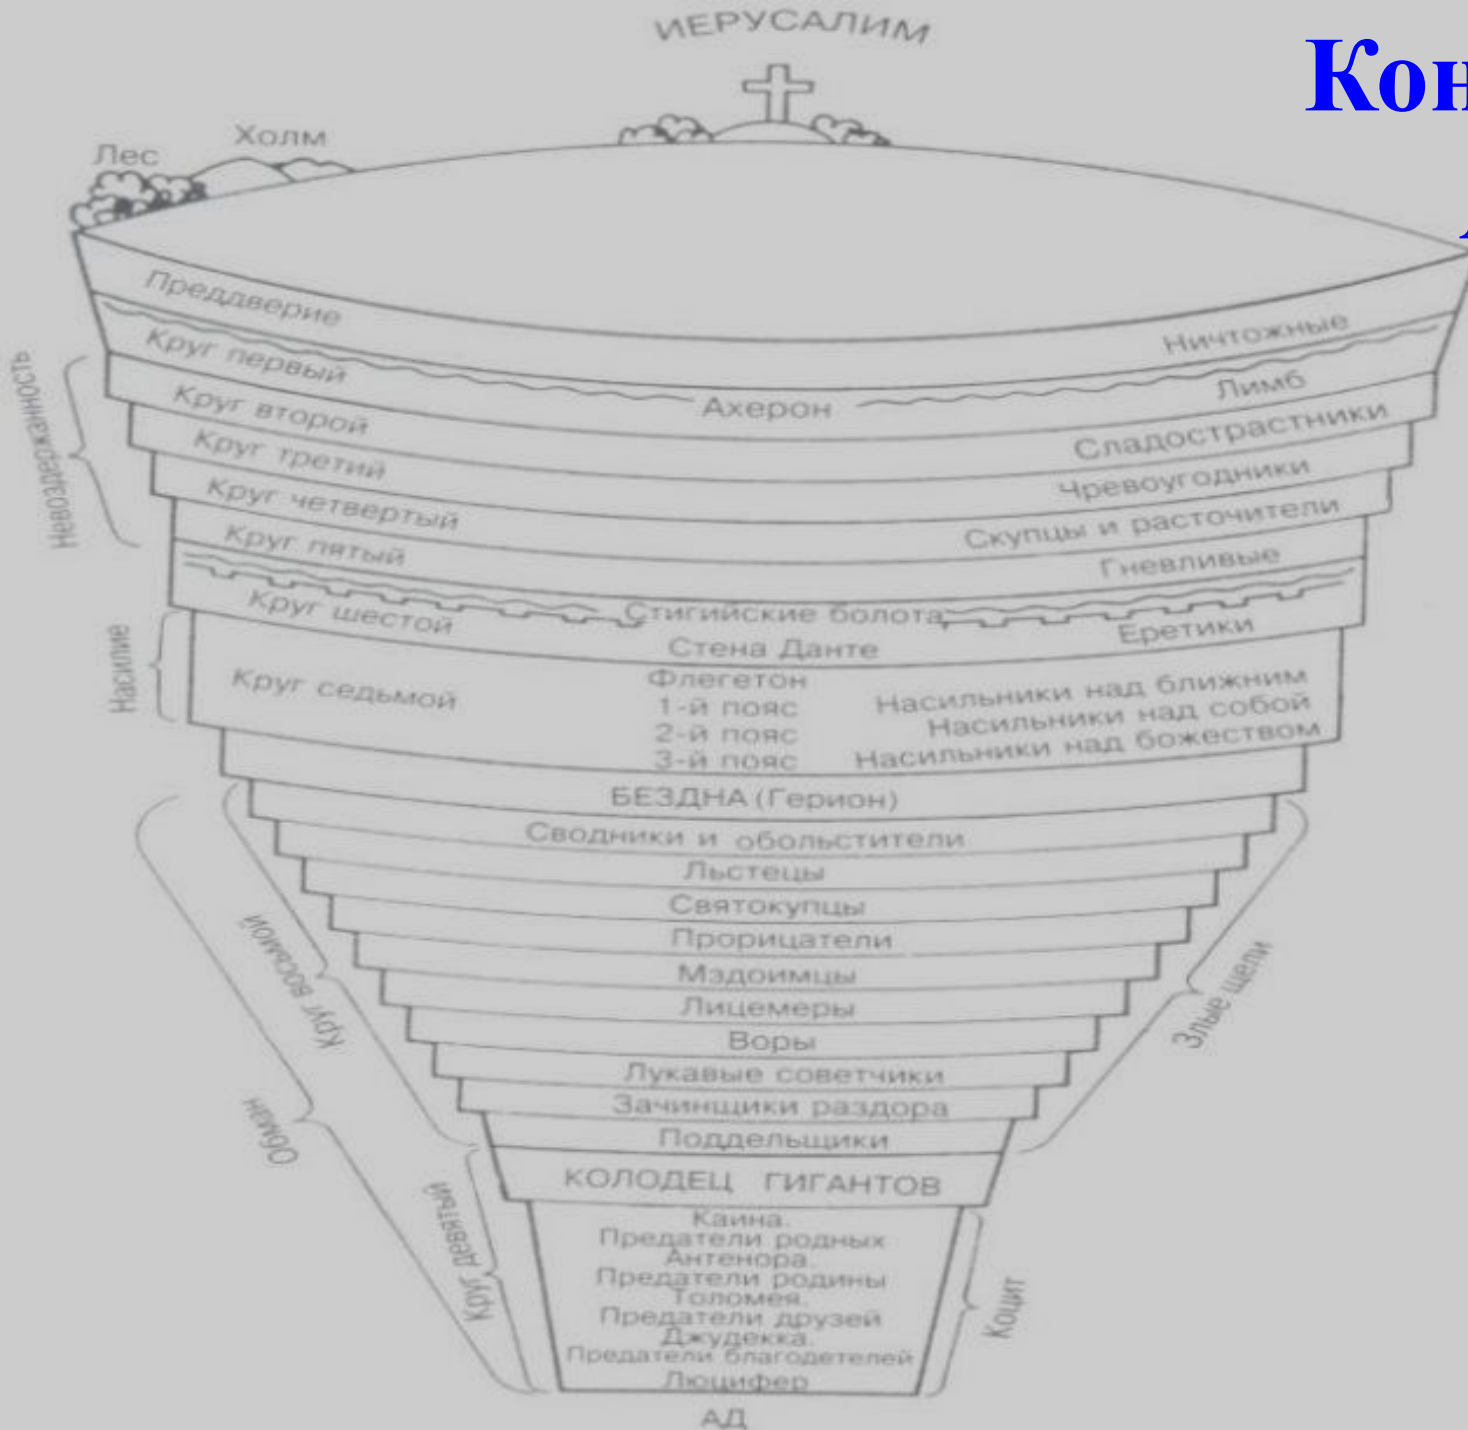 ИЕРУСАЛИМ
Кон
Холм
Лес
Преддверие
Ничтожные
Круг первый
Ахерон
Лимб
Круг второй
Сладострастники
Круг третий
Чревоугодники
Круг четвертый
Скупцы и расточители
Невоздержанность
Круг пятый
Гневливые
Стигийские болота
Круг шестой
Стена Данте
Еретики
Насилие
Круг седьмой
Флегетон
1-й пояс Насильники над ближним
2-й пояс Насильники над собой
3-й пояс Насильники над божеством
БЕЗДНА (Герион)
Сводники и обольстители
Льстецы
Святокупцы
Прорицатели
Мздоимцы
Лицемеры
Воры
Лукавые советчики
Зачинщики раздора
Поддельщики
Круг восьмой
Злые щели
Обман
КОЛОДЕЦ ГИГАНТОВ
Круг девятый
Каина.
Предатели родных
Антенора.
Предатели родины
Толомея.
Предатели друзей
Джудекка.
Предатели благодетелей
Люцифер
Коцит
АД